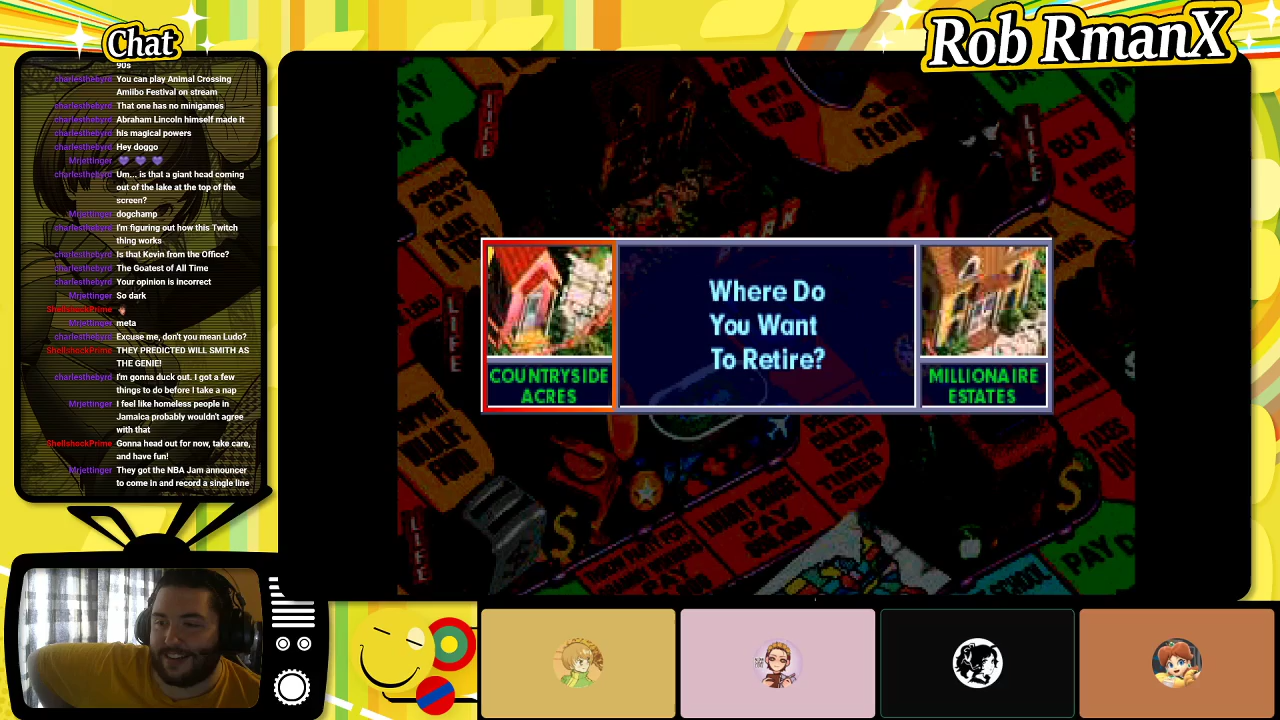 Chat
Rob RmanX
90s
charlesthebyrd You can play Animal Crossing
Amiibo Festival on stream
charlesthebyrd That one has no minigames
charlesthebyrd Abraham Lincoln himself made it
charlesthebyrd his magical powers
charlesthebyrd Hey doggo
Mrjettinger
charlesthebyrd Um... is that a giant head coming
out of the lake at the top of the
screen?
Mrjettinger dogchamp
charlesthebyrd I'm figuring out how this Twitch
thing works
charlesthebyrd Is that Kevin from the Office?
charlesthebyrd The Goatest of All Time
charlesthebyrd Your opinion is incorrect
Mrjettinger So dark
ShellshockPrime
Mrjettinger meta
charlesthebyrd Excuse me, don't you mean Ludo?
ShellshockPrime THEY PREDICTED WILL SMITH AS
THE GENIE!
charlesthebyrd I'm gonna duck out. I got a few
things to do before I take a nap
Mrjettinger I feel like homeless people in
Jamaica probably wouldn't agree
with that
ShellshockPrime Gonna head out for now, take care,
and have fun!
Mrjettinger They got the NBA Jam announcer
to come in and record a single line
LIFE
LIFE
LIFE
Where Do
You Want
To Retire?
COUNTRYSIDE
ACRES
MILLIONAIRE
ESTATES
PAY
PAY
SCHOOL
PAY